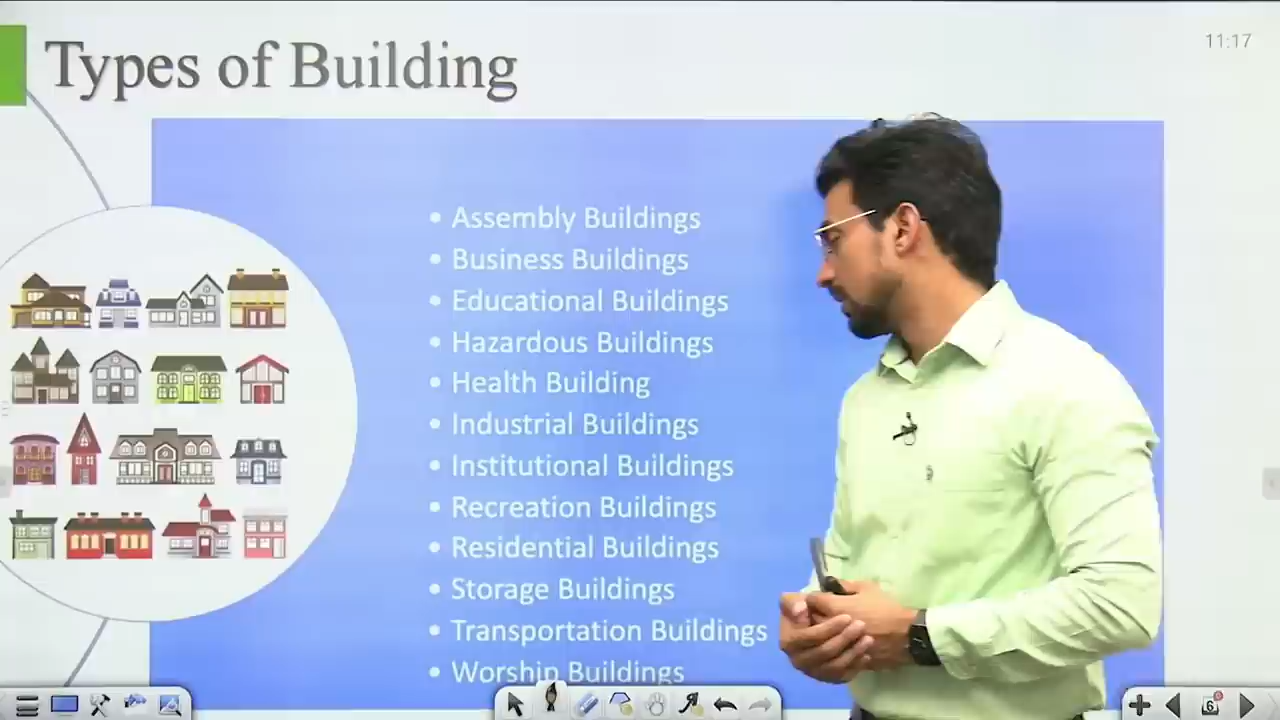 Types of Building
11:17
• Assembly Buildings
• Business Buildings
• Educational Buildings
• Hazardous Buildings
• Health Building
• Industrial Buildings
• Institutional Buildings
• Recreation Buildings
• Residential Buildings
• Storage Buildings
• Transportation Buildings
• Worship Buildings
6